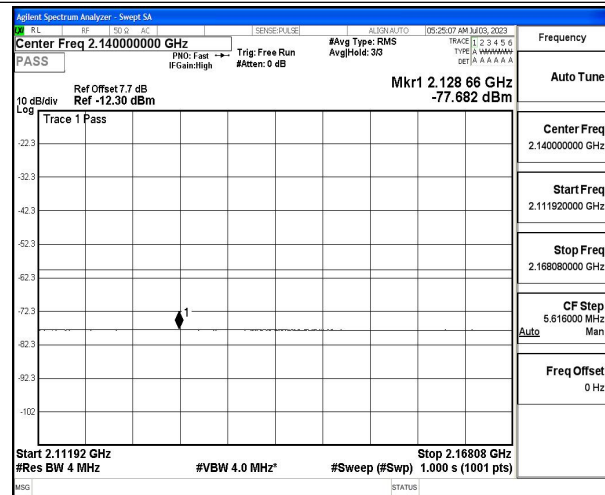 Agilent Spectrum Analyzer - Swept SA
RL RF 50 Ω AC SENSE:PULSE ALIGN AUTO 05:25:07 AM Jul 03, 2023
Center Freq 2.140000000 GHz
PASS
PNO: Fast
IFGain:High
Trig: Free Run
#Atten: 0 dB
#Avg Type: RMS
Avg|Hold: 3/3
TRACE 1 2 3 4 5 6
TYPE A WWWWW
DET A A A A A A
Frequency
Mkr1 2.128 66 GHz
-77.682 dBm
Ref Offset 7.7 dB
Ref -12.30 dBm
10 dB/div
Log
Trace 1 Pass
-22.3
-32.3
-42.3
-52.3
-62.3
-72.3
-82.3
-92.3
-102
1
Start 2.11192 GHz
Stop 2.16808 GHz
#Res BW 4 MHz
#VBW 4.0 MHz*
#Sweep (#Swp) 1.000 s (1001 pts)
MSG
STATUS
Auto Tune
Center Freq
2.140000000 GHz
Start Freq
2.111920000 GHz
Stop Freq
2.168080000 GHz
CF Step
5.616000 MHz
Auto Man
Freq Offset
0 Hz